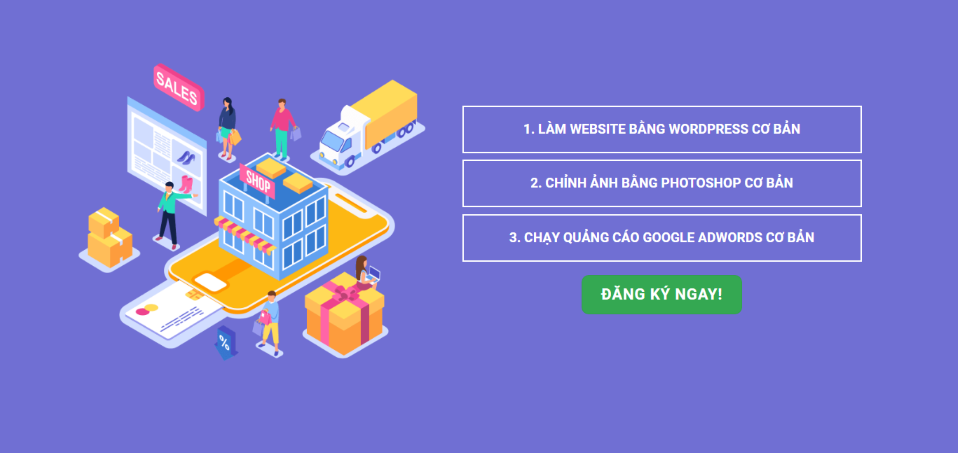 SALES
SHOP
%
1. LÀM WEBSITE BẰNG WORDPRESS CƠ BẢN
2. CHỈNH ẢNH BẰNG PHOTOSHOP CƠ BẢN
3. CHẠY QUẢNG CÁO GOOGLE ADWORDS CƠ BẢN
ĐĂNG KÝ NGAY!